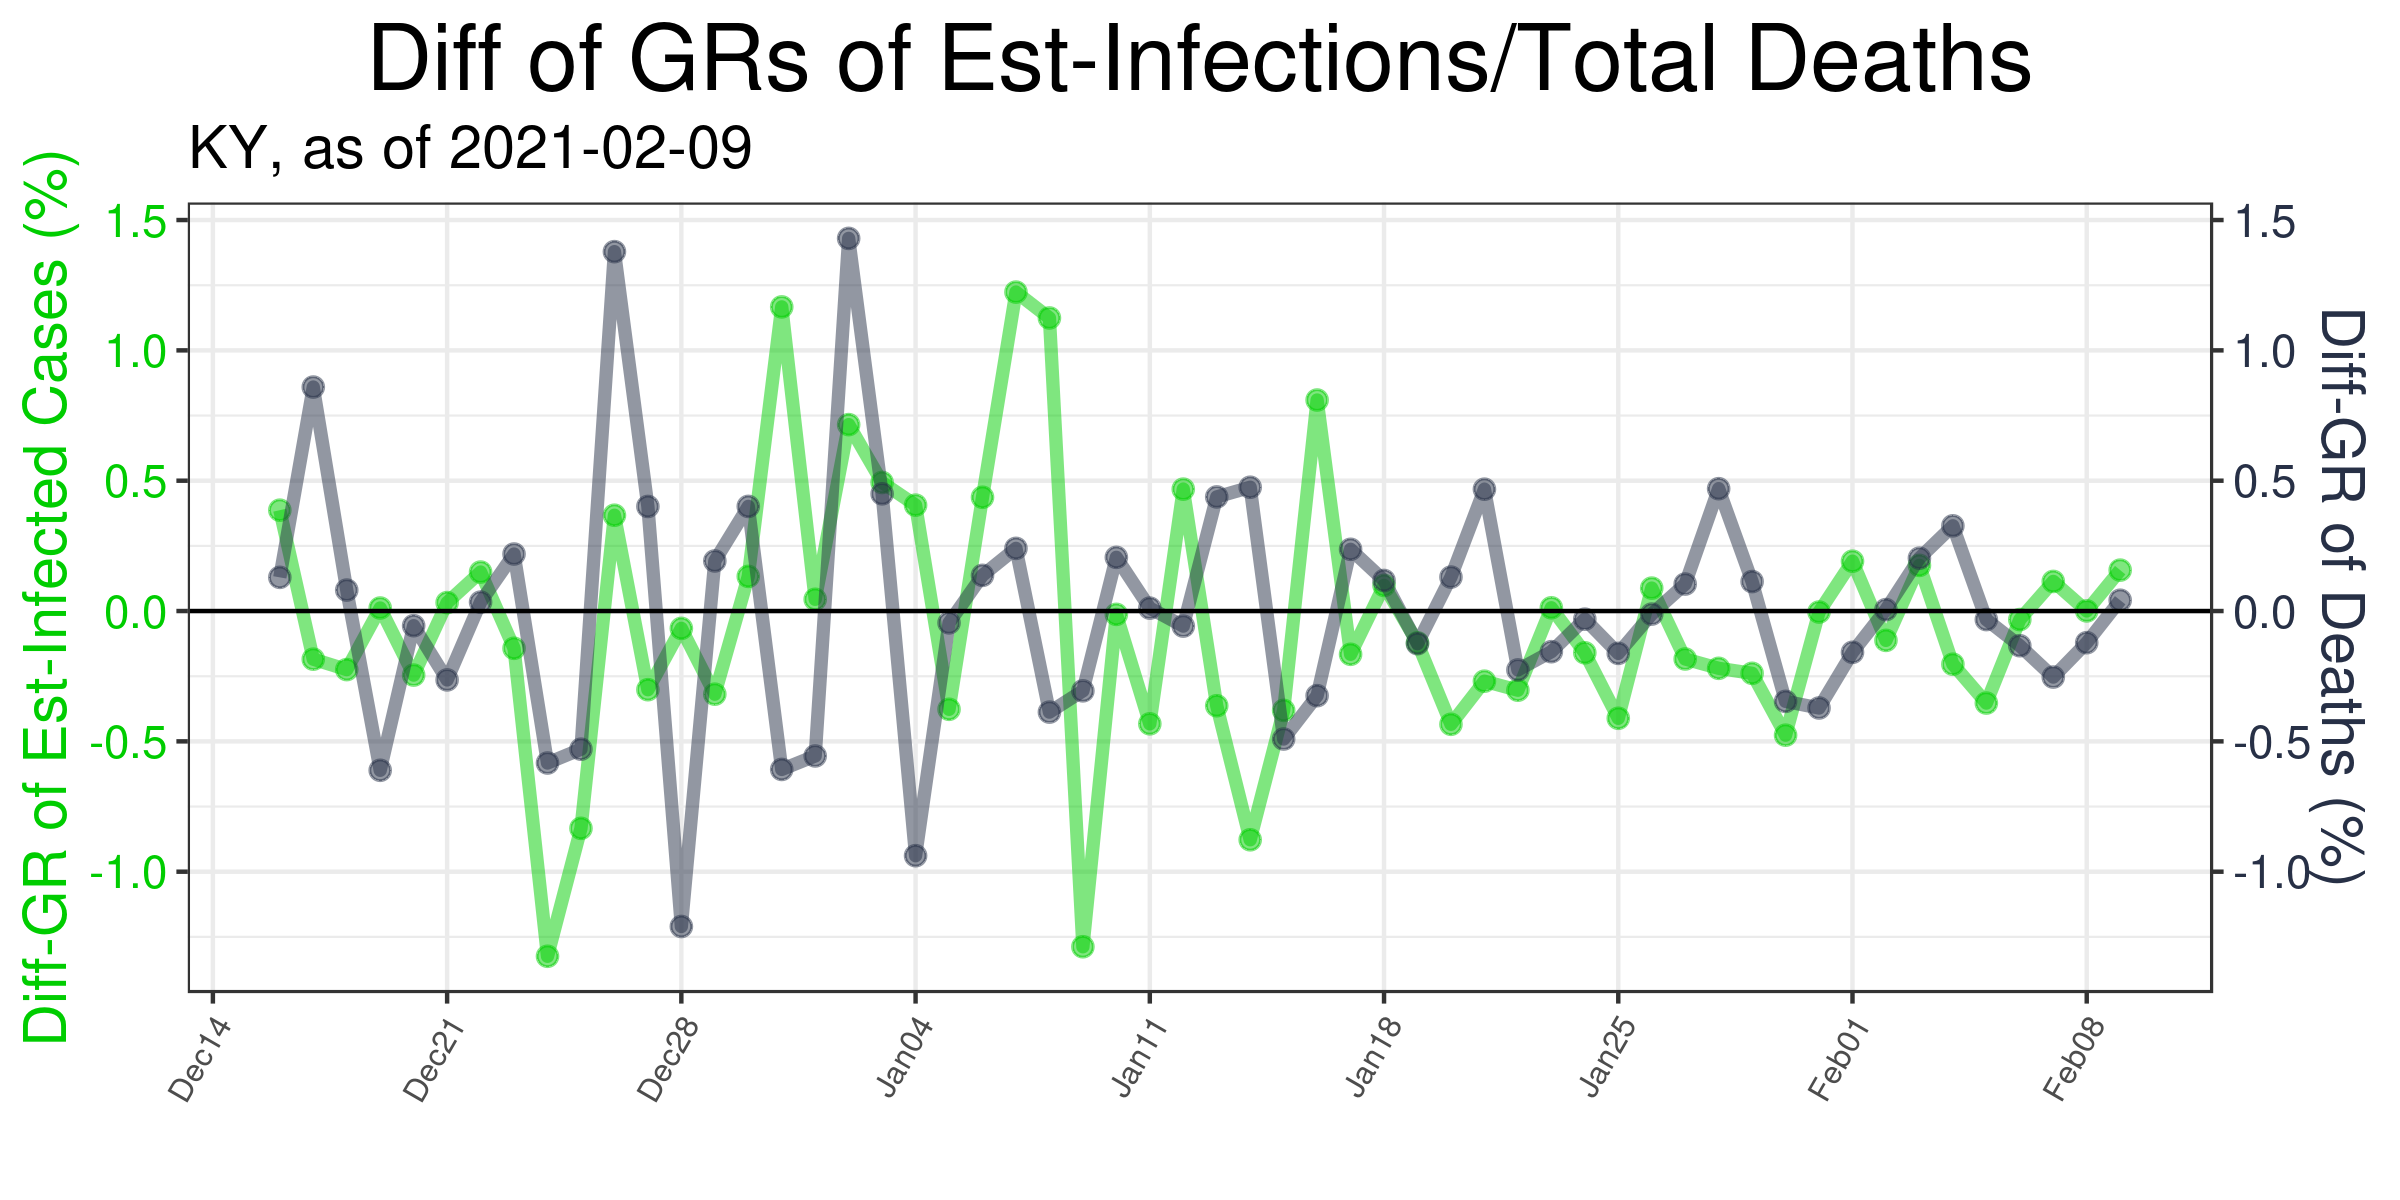 Diff of GRs of Est-Infections/Total Deaths
KY, as of 2021-02-09
Diff-GR of Est-Infected Cases (%)
1.5
1.0
0.5
0.0
-0.5
-1.0
1.5
1.0
0.5
0.0
-0.5
-1.0
Diff-GR of Deaths (%)
Dec14
Dec21
Dec28
Jan04
Jan11
Jan18
Jan25
Feb01
Feb08